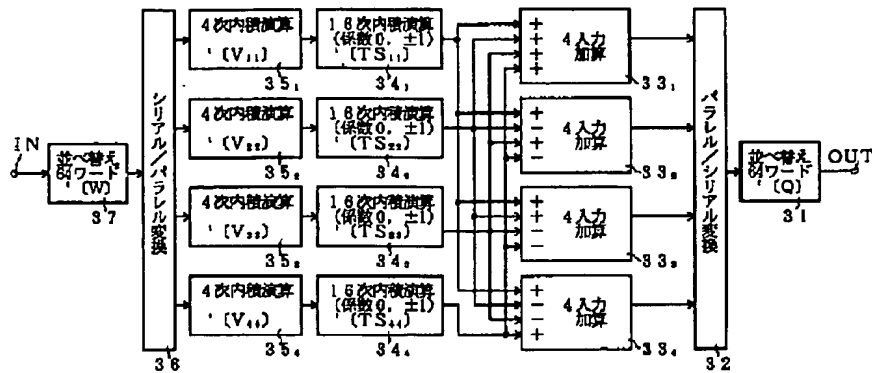 IN
並べ替え
64ワード
〔W〕
37
シリアル/パラレル変換
36
4次内積演算
〔V₁₁〕
35₁
16次内積演算
(係数0, ±1)
〔TS₁₁〕
34₁
+
+
+
+
4入力
加算
33₁
4次内積演算
〔V₂₂〕
35₂
16次内積演算
(係数0, ±1)
〔TS₂₂〕
34₂
+
−
+
−
4入力
加算
33₂
4次内積演算
〔V₃₃〕
35₃
16次内積演算
(係数0, ±1)
〔TS₃₃〕
34₃
+
+
−
−
4入力
加算
33₃
4次内積演算
〔V₄₄〕
35₄
16次内積演算
(係数0, ±1)
〔TS₄₄〕
34₄
+
−
−
+
4入力
加算
33₄
パラレル/シリアル変換
32
並べ替え
64ワード
〔Q〕
31
OUT